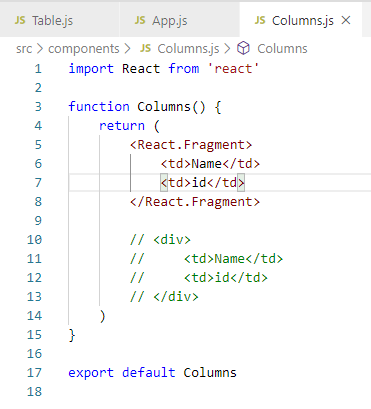 JS Table.js JS App.js JS Columns.js ×
src > components > JS Columns.js > Columns
1 import React from 'react'
2
3 function Columns() {
4 return (
5 <React.Fragment>
6 <td>Name</td>
7 <td>id</td>
8 </React.Fragment>
9
10 // <div>
11 //     <td>Name</td>
12 //     <td>id</td>
13 // </div>
14 )
15 }
16
17 export default Columns
18